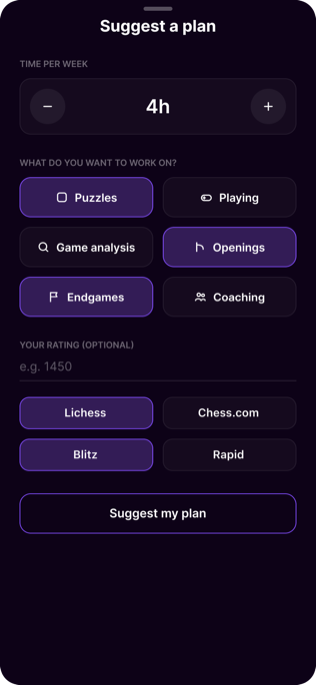 Suggest a plan
TIME PER WEEK
− 4h +
WHAT DO YOU WANT TO WORK ON?
Puzzles Playing
Game analysis Openings
Endgames Coaching
YOUR RATING (OPTIONAL)
e.g. 1450
Lichess Chess.com
Blitz Rapid
Suggest my plan